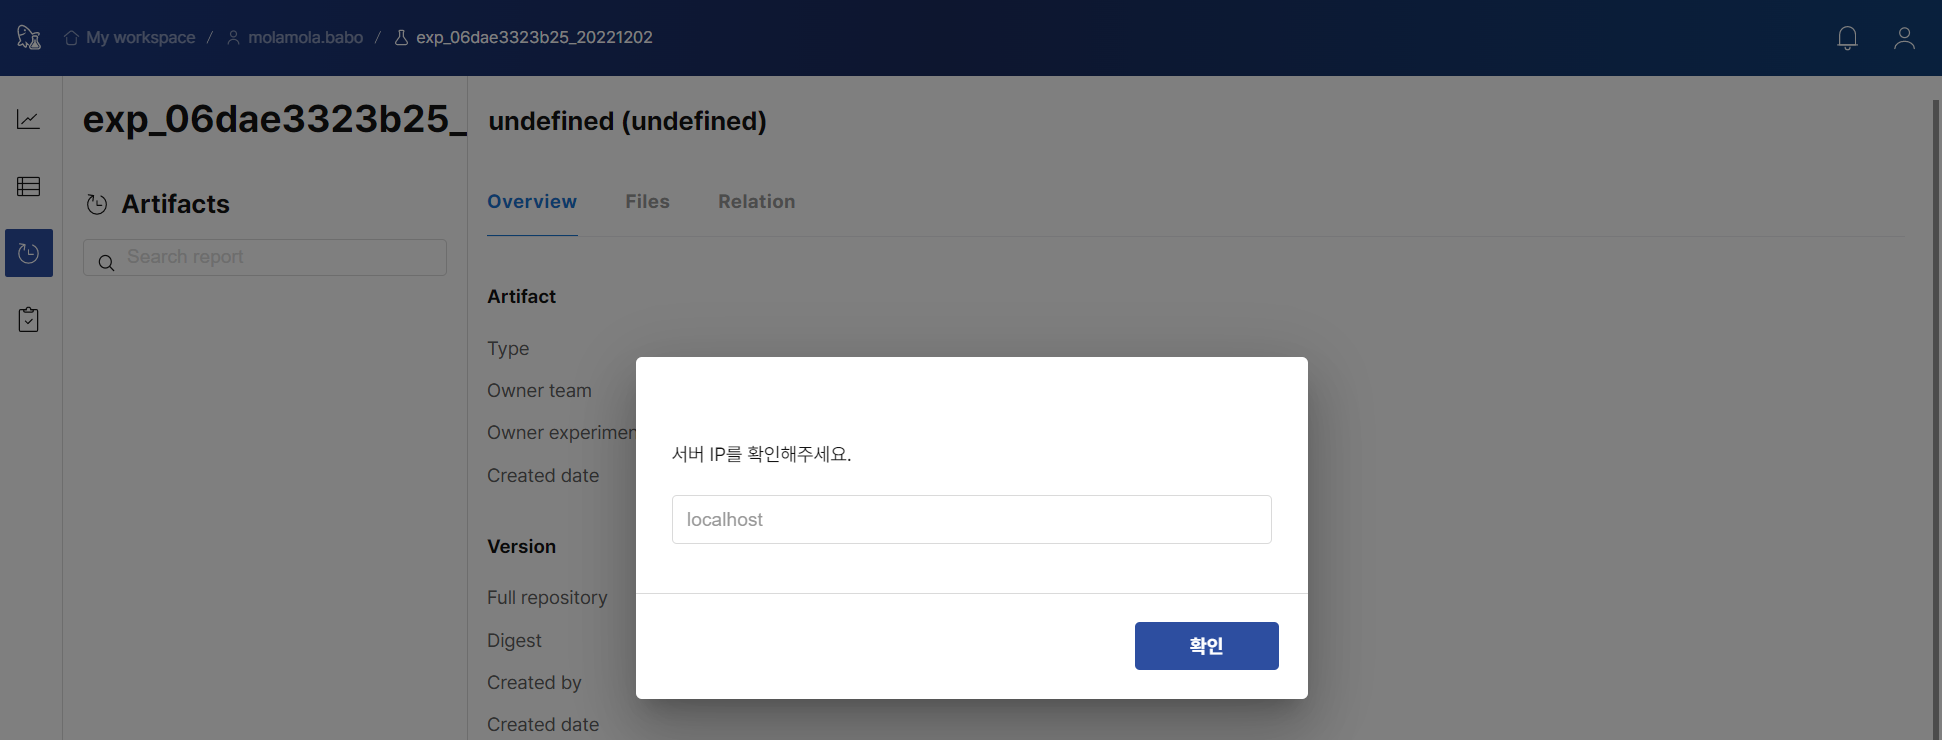 My workspace / molamola.babo / exp_06dae3323b25_20221202
exp_06dae3323b25_
Artifacts
Search report
undefined (undefined)
Overview Files Relation
Artifact
Type
Owner team
Owner experimen
Created date
Version
Full repository
Digest
Created by
Created date
서버 IP를 확인해주세요.
localhost
확인